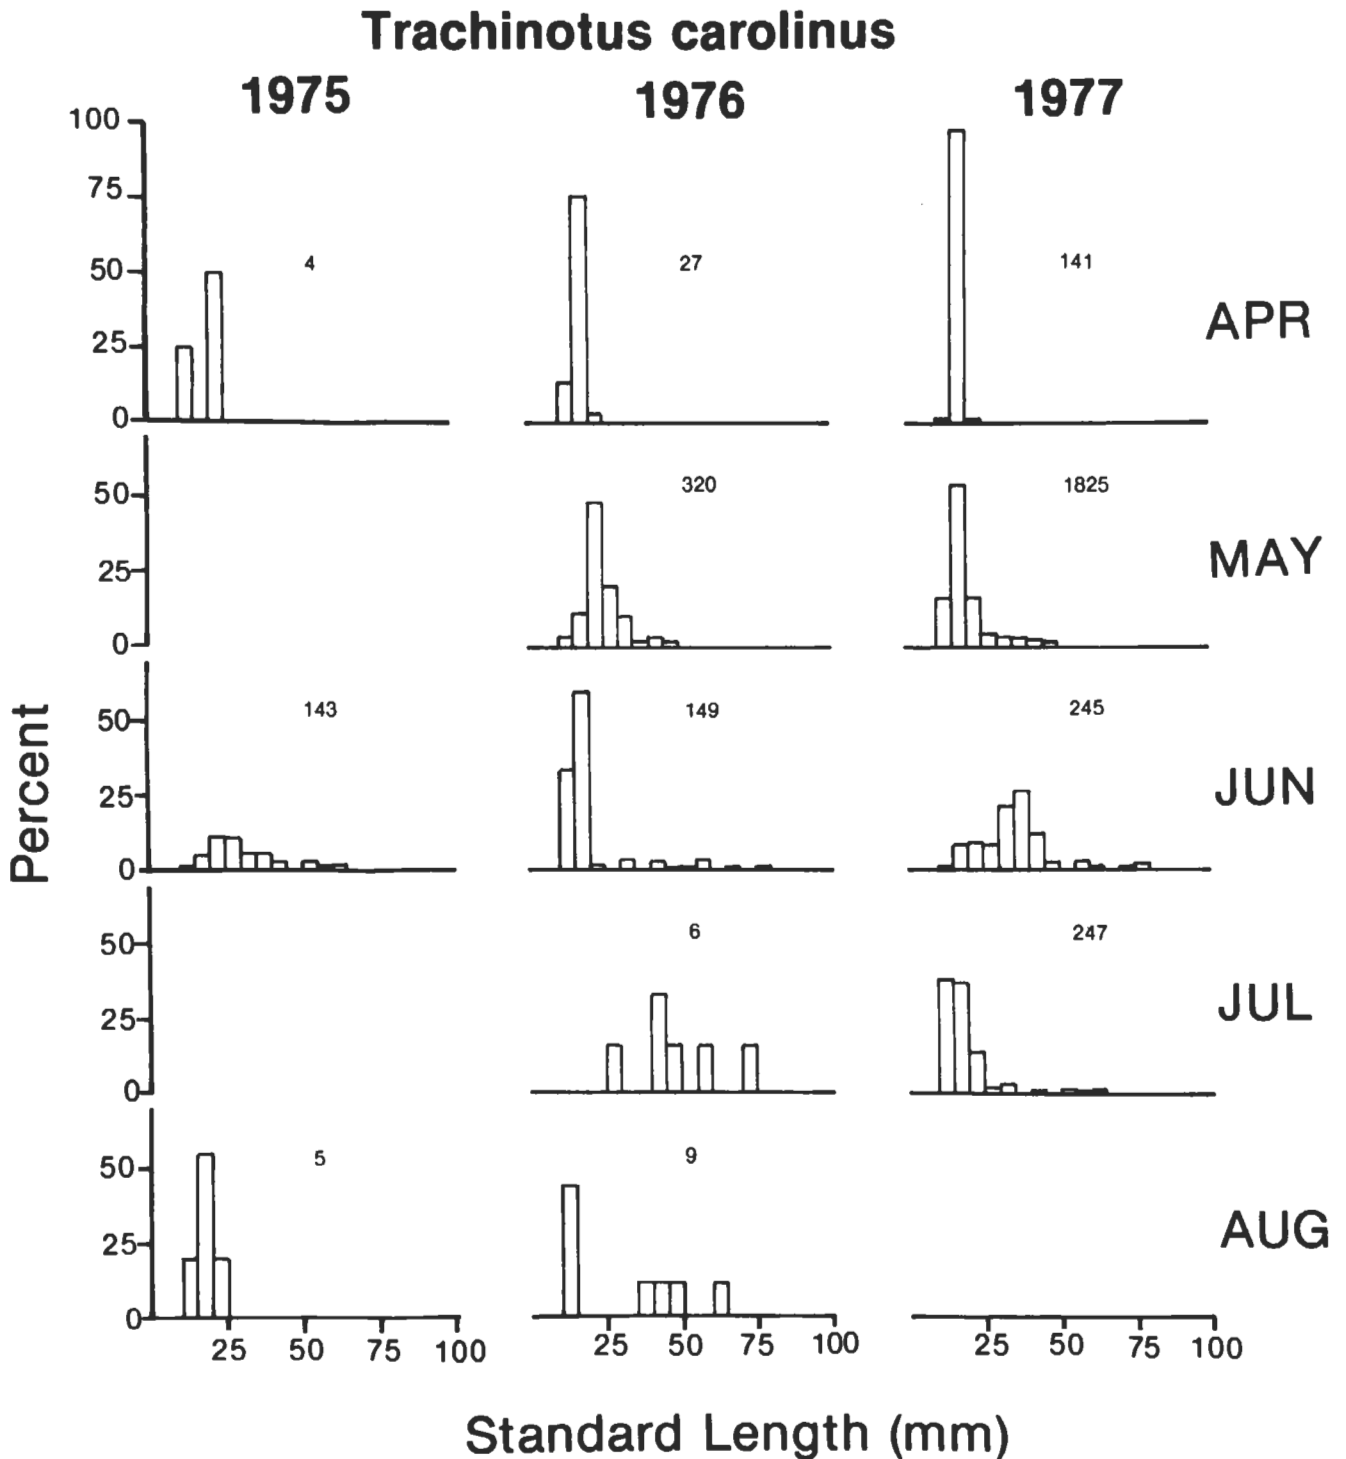 Trachinotus carolinus
1975 1976 1977
100
75
50 4 27 141
25 APR
0
320 1825
50
25 MAY
0
143 149 245
50
25 JUN
0
Percent
6 247
50
25 JUL
0
5 9
50
25 AUG
0
25 50 75 100 25 50 75 100 25 50 75 100
Standard Length (mm)